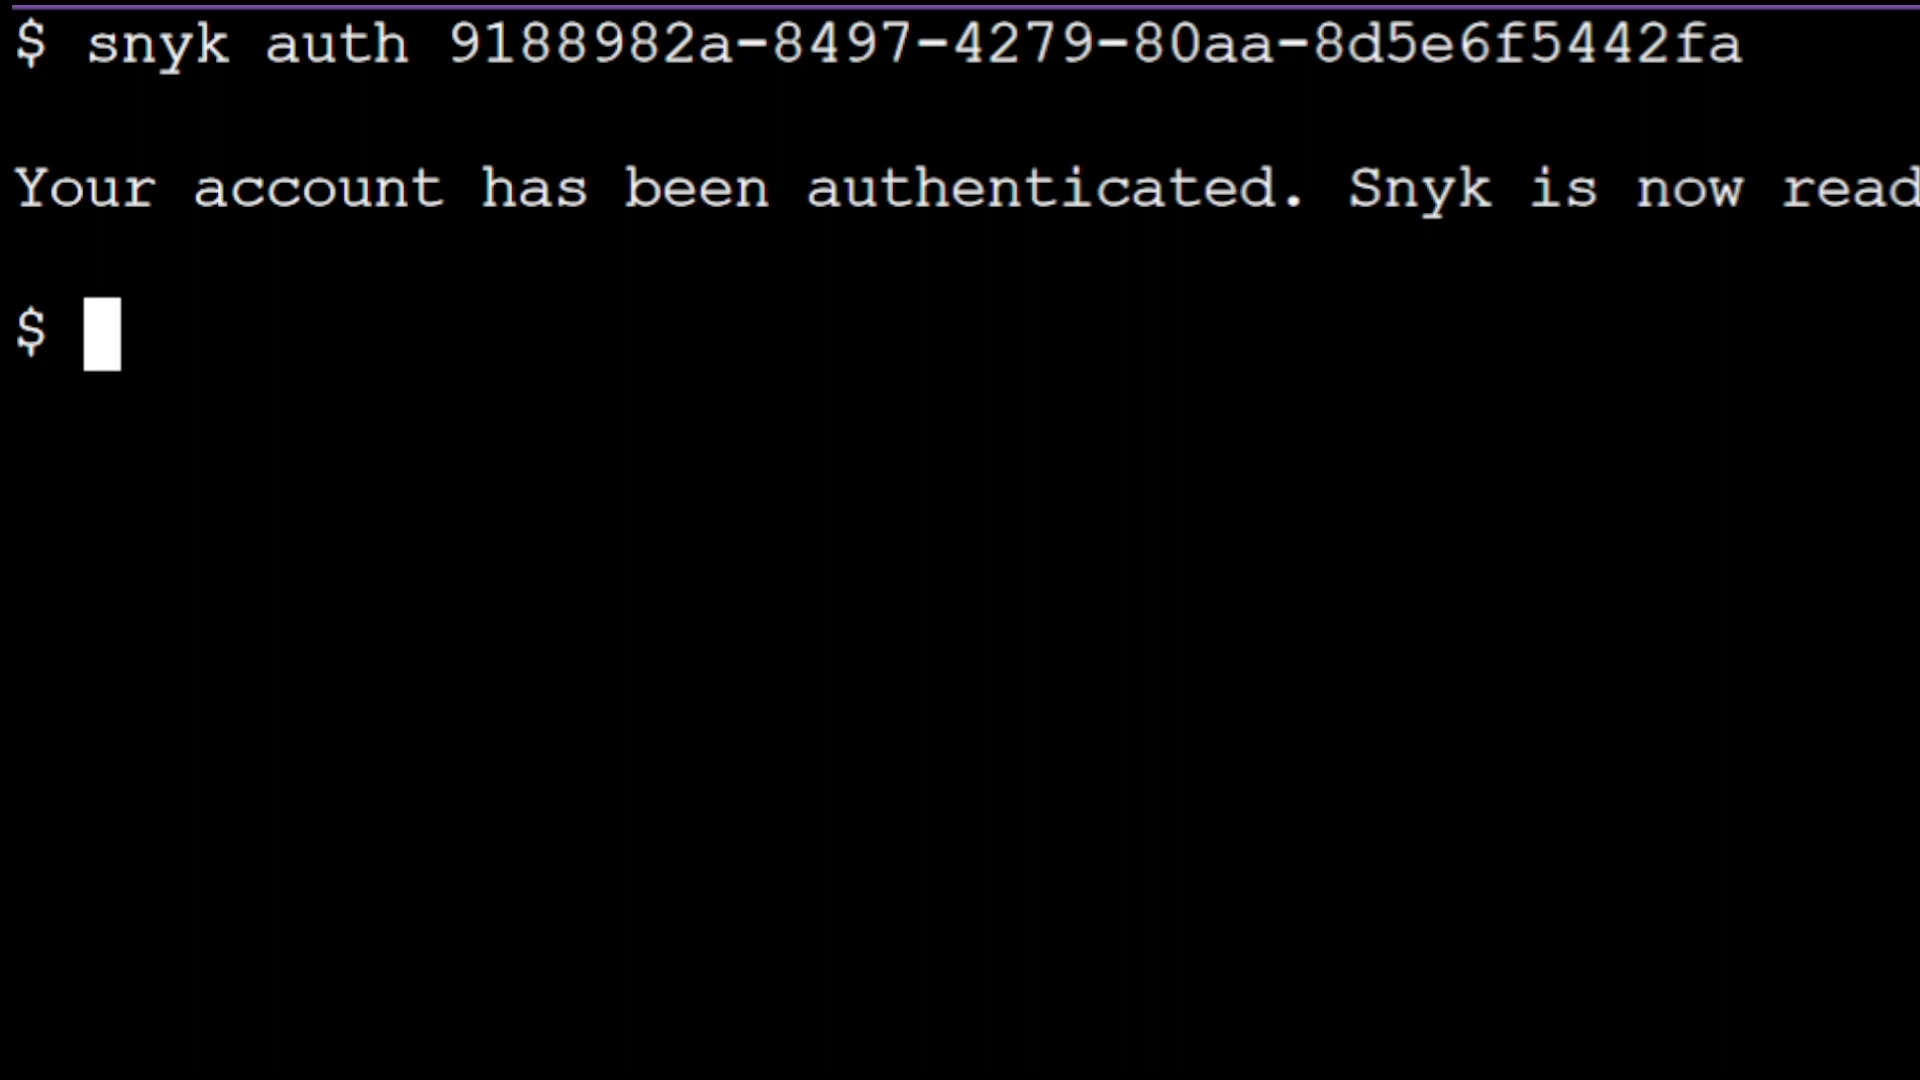 $ snyk auth 9188982a-8497-4279-80aa-8d5e6f5442fa
Your account has been authenticated. Snyk is now read
$